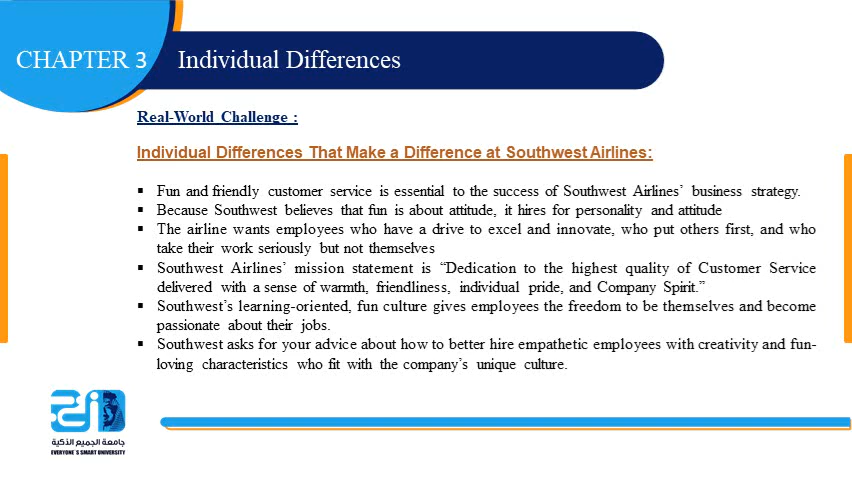 CHAPTER 3
Individual Differences
Real-World Challenge :
Individual Differences That Make a Difference at Southwest Airlines:
▪ Fun and friendly customer service is essential to the success of Southwest Airlines’ business strategy.
▪ Because Southwest believes that fun is about attitude, it hires for personality and attitude
▪ The airline wants employees who have a drive to excel and innovate, who put others first, and who
take their work seriously but not themselves
▪ Southwest Airlines’ mission statement is “Dedication to the highest quality of Customer Service
delivered with a sense of warmth, friendliness, individual pride, and Company Spirit.”
▪ Southwest’s learning-oriented, fun culture gives employees the freedom to be themselves and become
passionate about their jobs.
▪ Southwest asks for your advice about how to better hire empathetic employees with creativity and fun-
loving characteristics who fit with the company’s unique culture.
جامعة الجميع الذكية
EVERYONE`S SMART UNIVERSITY